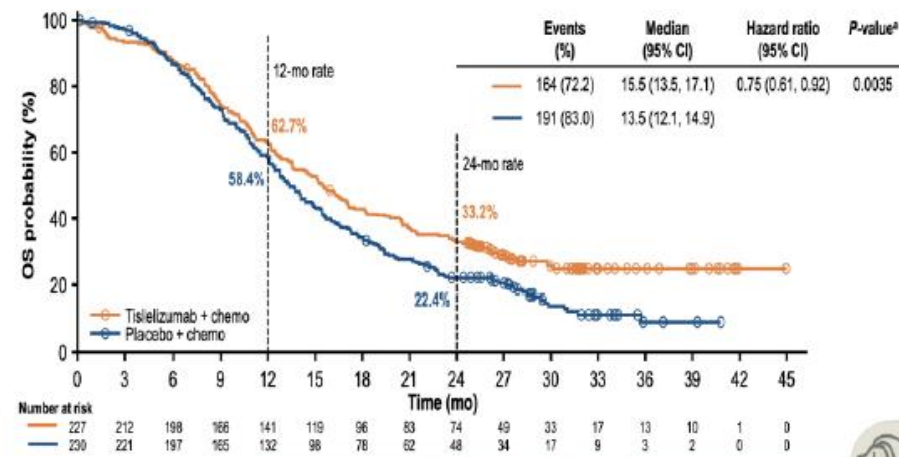 Events (%) Median (95% CI) Hazard ratio (95% CI) P-valueᵃ
164 (72.2) 15.5 (13.5, 17.1) 0.75 (0.61, 0.92) 0.0035
191 (83.0) 13.5 (12.1, 14.9)
OS probability (%)
100
80
60
40
20
0
12-mo rate
62.7%
58.4%
24-mo rate
33.2%
22.4%
Tislelizumab + chemo
Placebo + chemo
0 3 6 9 12 15 18 21 24 27 30 33 36 39 42 45
Time (mo)
Number at risk
227 212 198 166 141 119 96 83 74 49 33 17 13 10 1 0
230 221 197 165 132 98 78 62 48 34 17 9 3 2 0 0